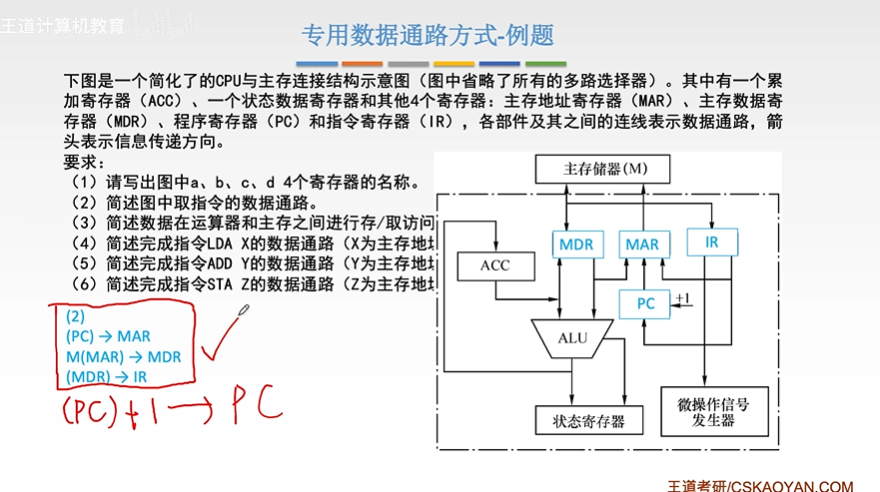 王道计算机教育
专用数据通路方式-例题
下图是一个简化了的CPU与主存连接结构示意图（图中省略了所有的多路选择器）。其中有一个累
加寄存器（ACC）、一个状态数据寄存器和其他4个寄存器：主存地址寄存器（MAR）、主存数据寄
存器（MDR）、程序寄存器（PC）和指令寄存器（IR），各部件及其之间的连线表示数据通路，箭
头表示信息传递方向。
要求：
（1）请写出图中a、b、c、d 4个寄存器的名称。
（2）简述图中取指令的数据通路。
（3）简述数据在运算器和主存之间进行存/取访问
（4）简述完成指令LDA X的数据通路（X为主存地
（5）简述完成指令ADD Y的数据通路（Y为主存地
（6）简述完成指令STA Z的数据通路（Z为主存地
主存储器(M)
MDR
MAR
IR
ACC
PC
+1
ALU
状态寄存器
微操作信号
发生器
(2)
(PC) → MAR
M(MAR) → MDR
(MDR) → IR
(PC)+1→PC
王道考研/CSKAOYAN.COM